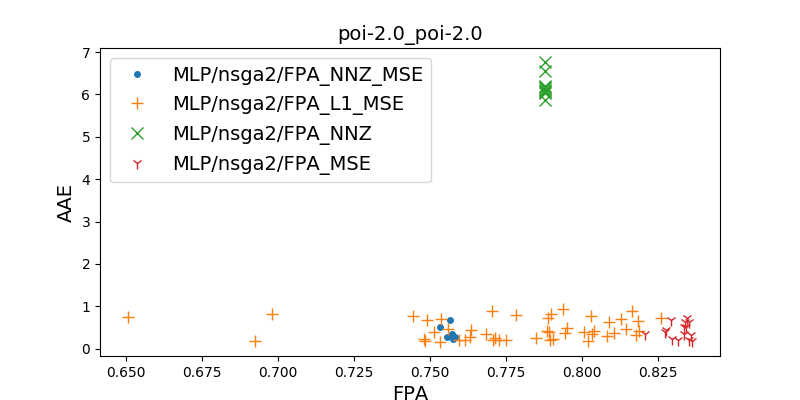 poi-2.0_poi-2.0
AAE
7
6
5
4
3
2
1
0
MLP/nsga2/FPA_NNZ_MSE
MLP/nsga2/FPA_L1_MSE
MLP/nsga2/FPA_NNZ
MLP/nsga2/FPA_MSE
0.650 0.675 0.700 0.725 0.750 0.775 0.800 0.825
FPA